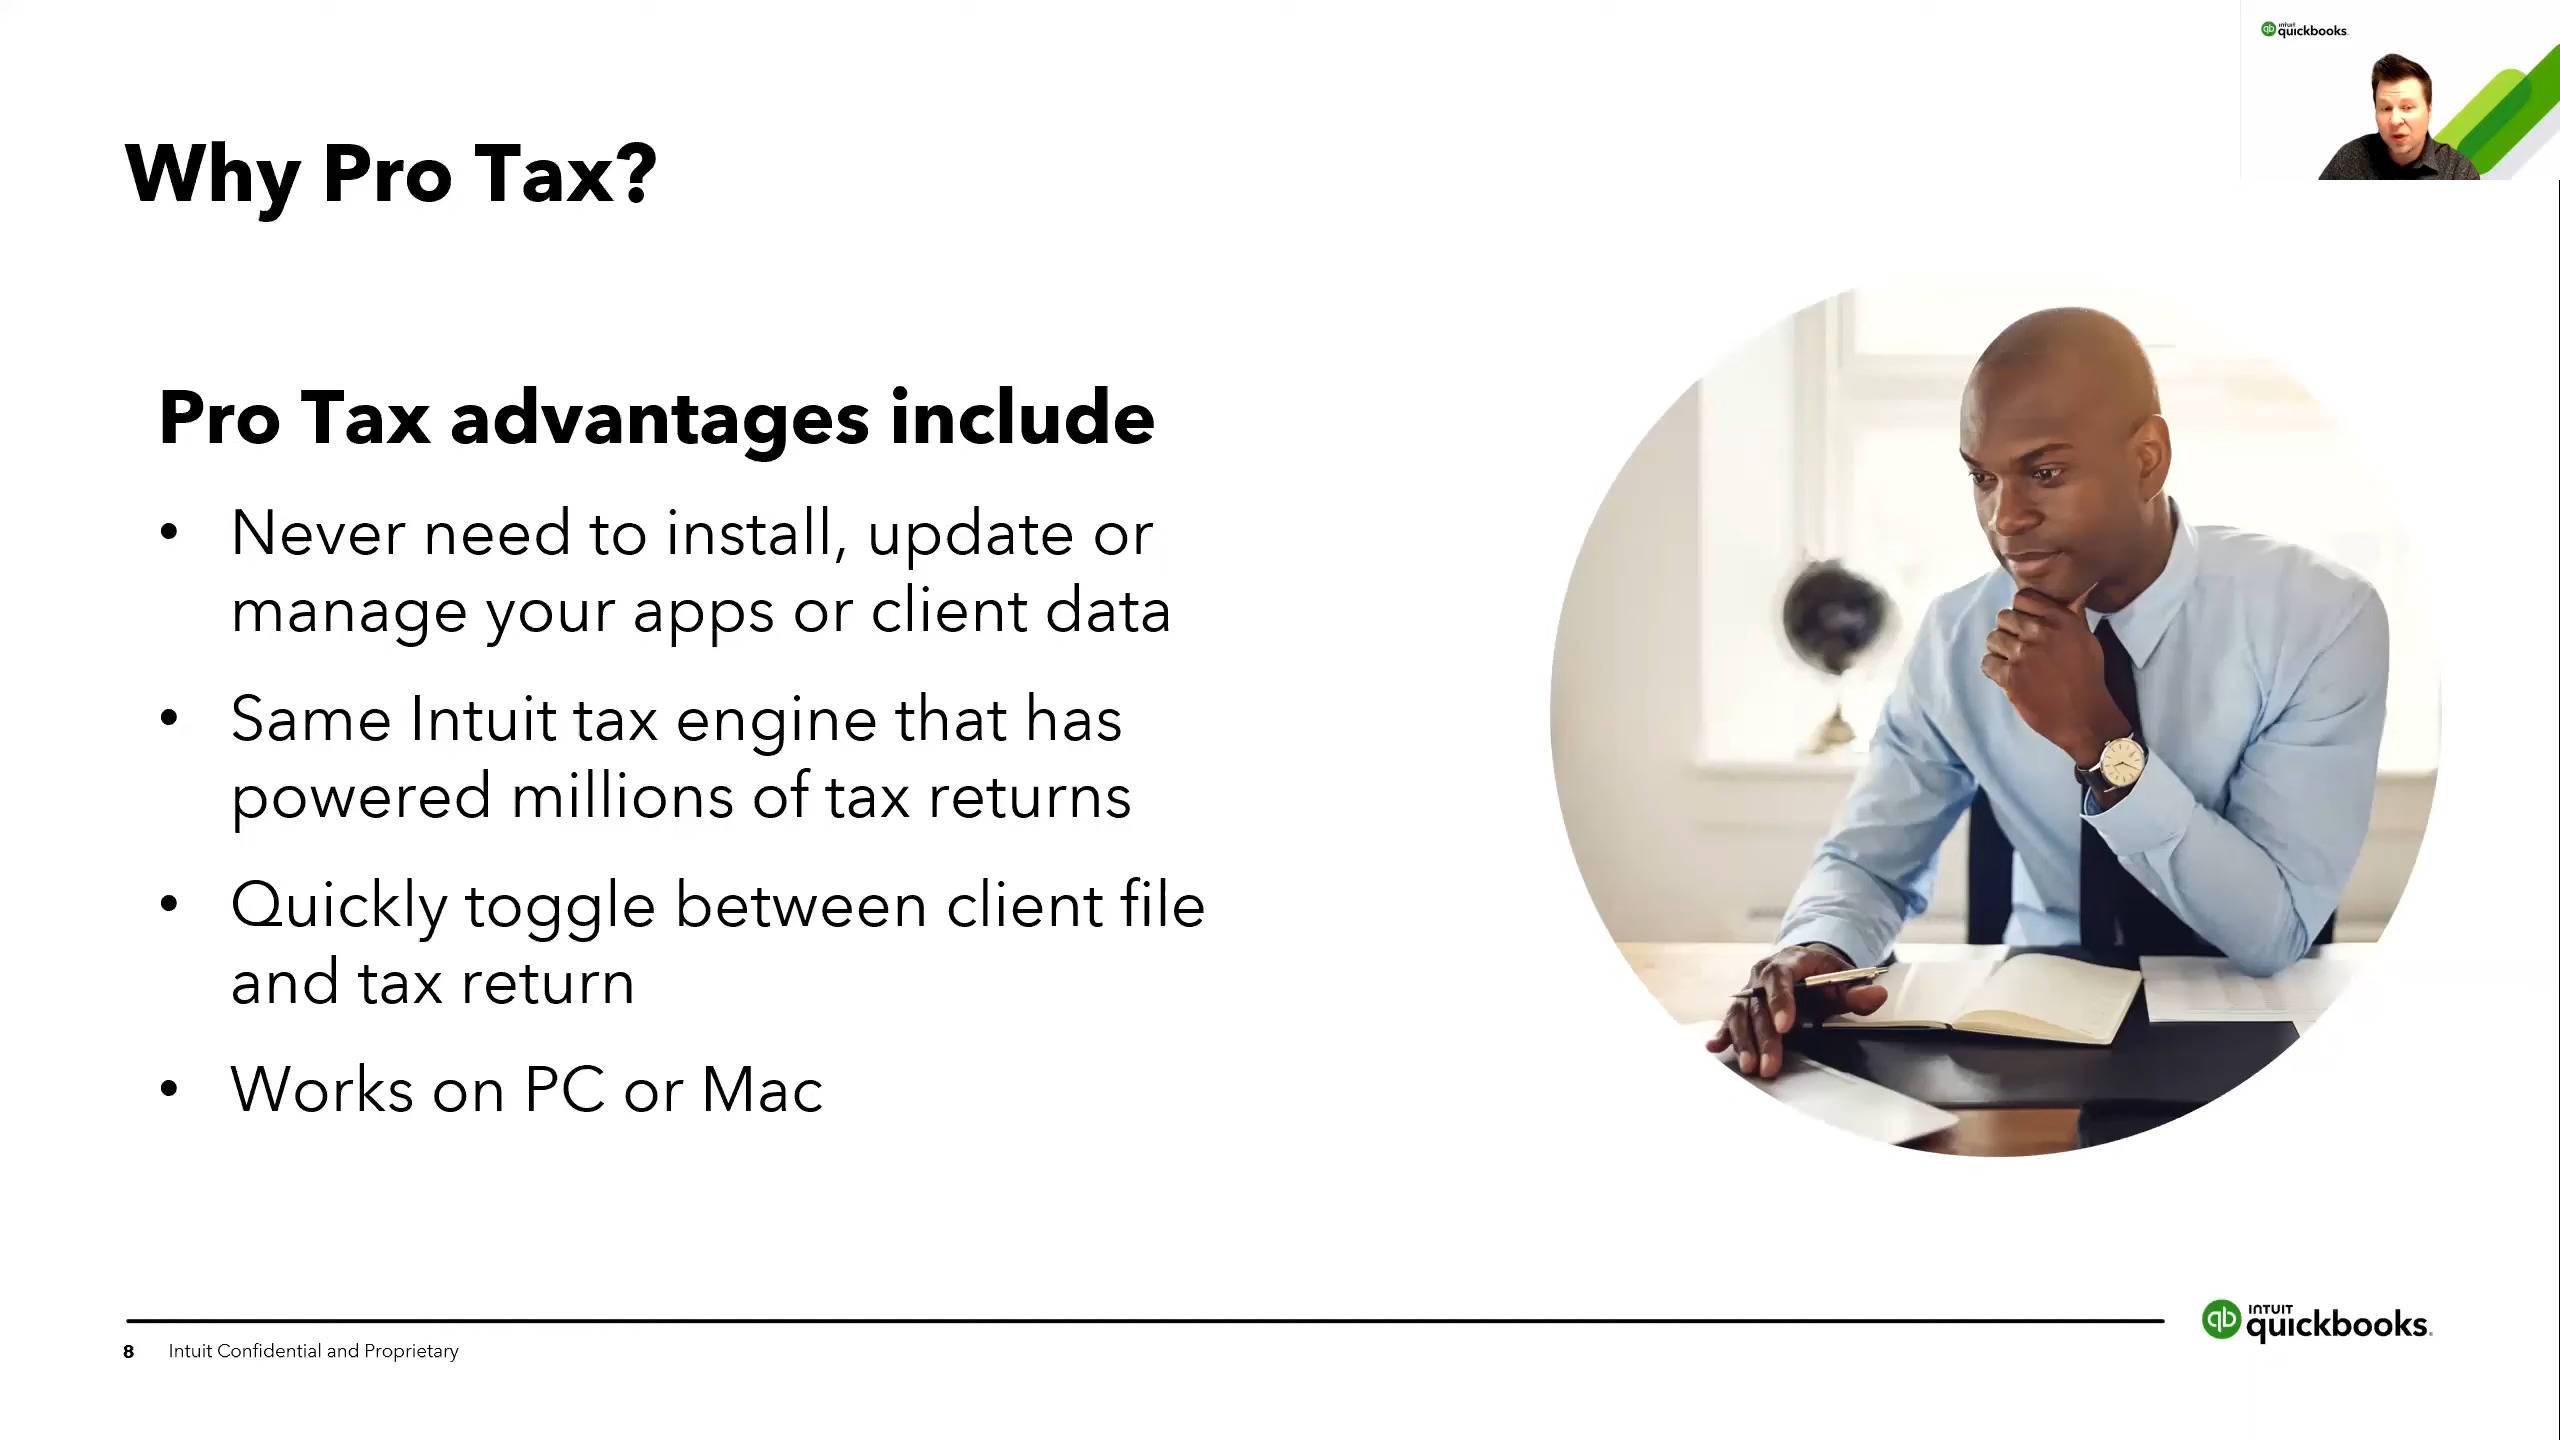 INTUIT
quickbooks.
Why Pro Tax?
Pro Tax advantages include
• Never need to install, update or
manage your apps or client data
• Same Intuit tax engine that has
powered millions of tax returns
• Quickly toggle between client file
and tax return
• Works on PC or Mac
8 Intuit Confidential and Proprietary
qb INTUIT
quickbooks.